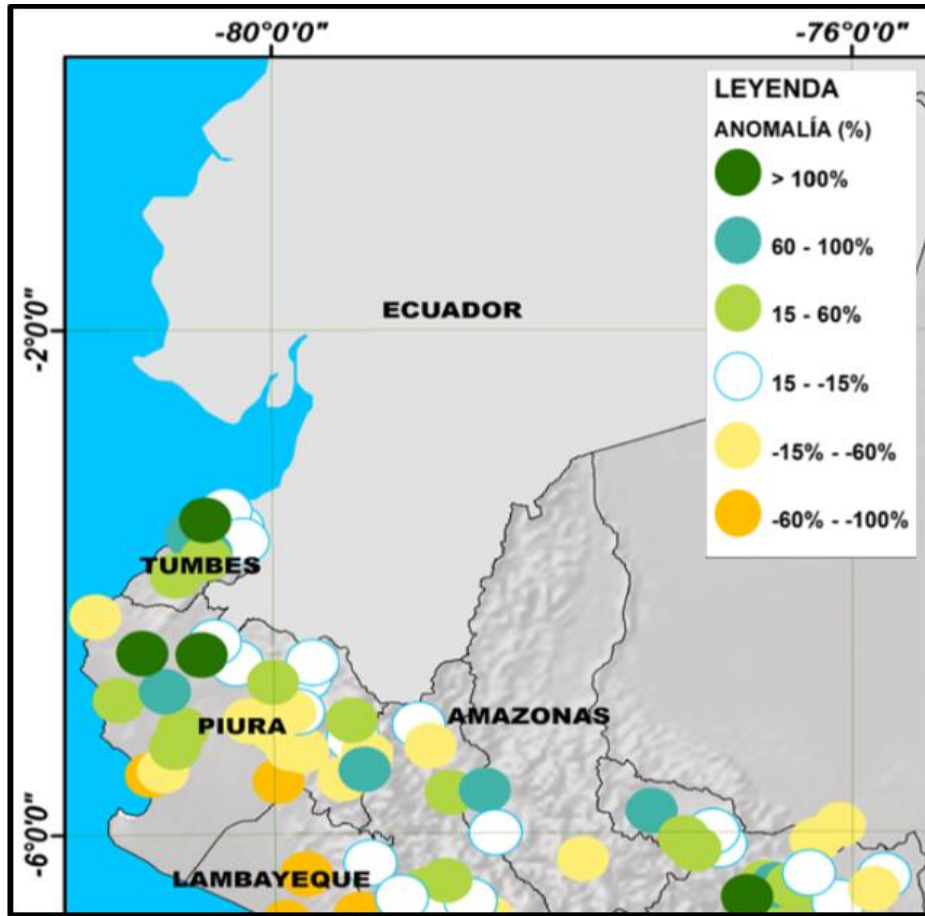 -80°0'0"
-76°0'0"
LEYENDA
ANOMALÍA (%)
> 100%
60 - 100%
15 - 60%
15 - -15%
-15% - -60%
-60% - -100%
ECUADOR
-2°0'0"
TUMBES
PIURA
AMAZONAS
-6°0'0"
LAMBAYEQUE